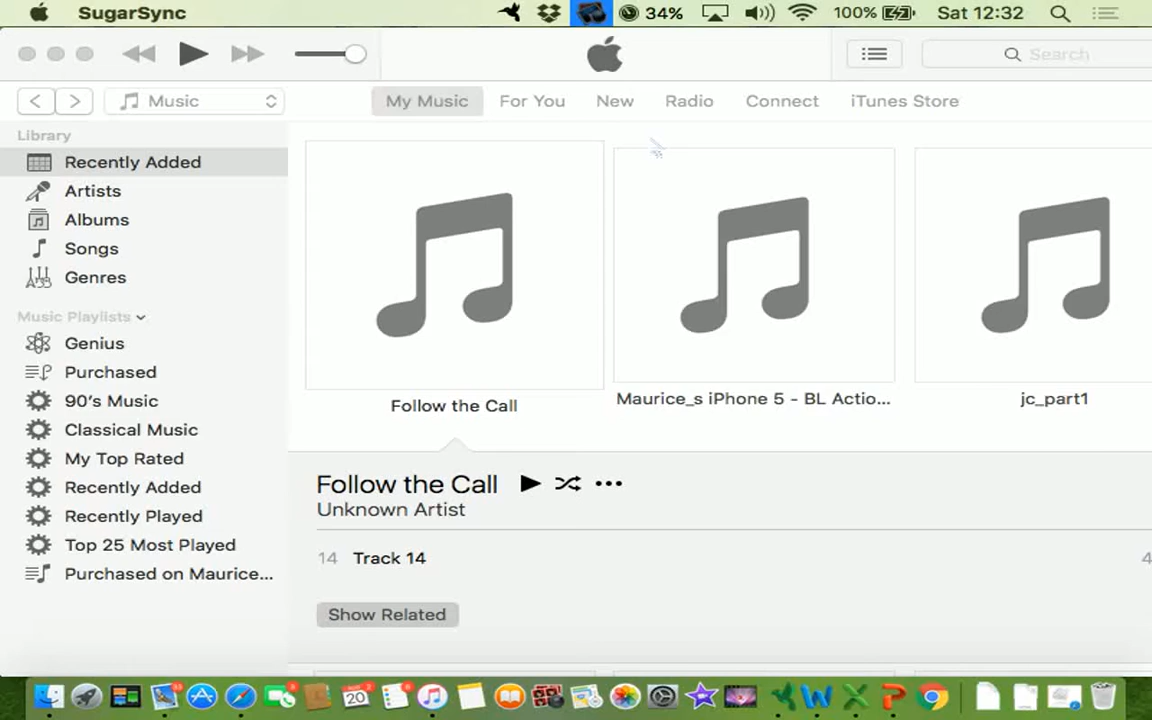 SugarSync 34% 100% Sat 12:32
Search
Music My Music For You New Radio Connect iTunes Store
Library
Recently Added
Artists
Albums
Songs
Genres
Music Playlists
Genius
Purchased
90's Music
Classical Music
My Top Rated
Recently Added
Recently Played
Top 25 Most Played
Purchased on Maurice...
Follow the Call
Maurice_s iPhone 5 - BL Actio...
jc_part1
Follow the Call
Unknown Artist
14 Track 14 4
Show Related
20